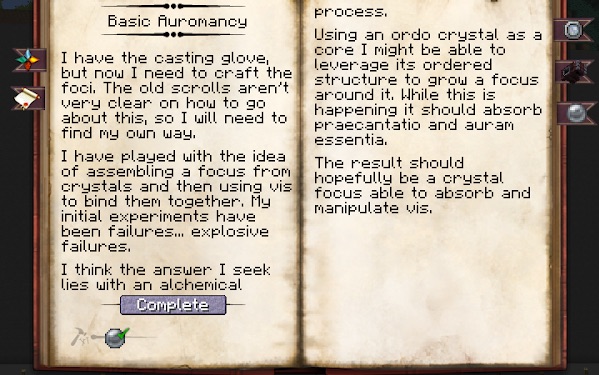 Basic Auromancy
I have the casting glove,
but now I need to craft the
foci. The old scrolls aren't
very clear on how to go
about this, so I will need to
find my own way.
I have played with the idea
of assembling a focus from
crystals and then using vis
to bind them together. My
initial experiments have
been failures... explosive
failures.
I think the answer I seek
lies with an alchemical
Complete
process.
Using an ordo crystal as a
core I might be able to
leverage its ordered
structure to grow a focus
around it. While this is
happening it should absorb
praecantatio and auram
essentia.
The result should
hopefully be a crystal
focus able to absorb and
manipulate vis.